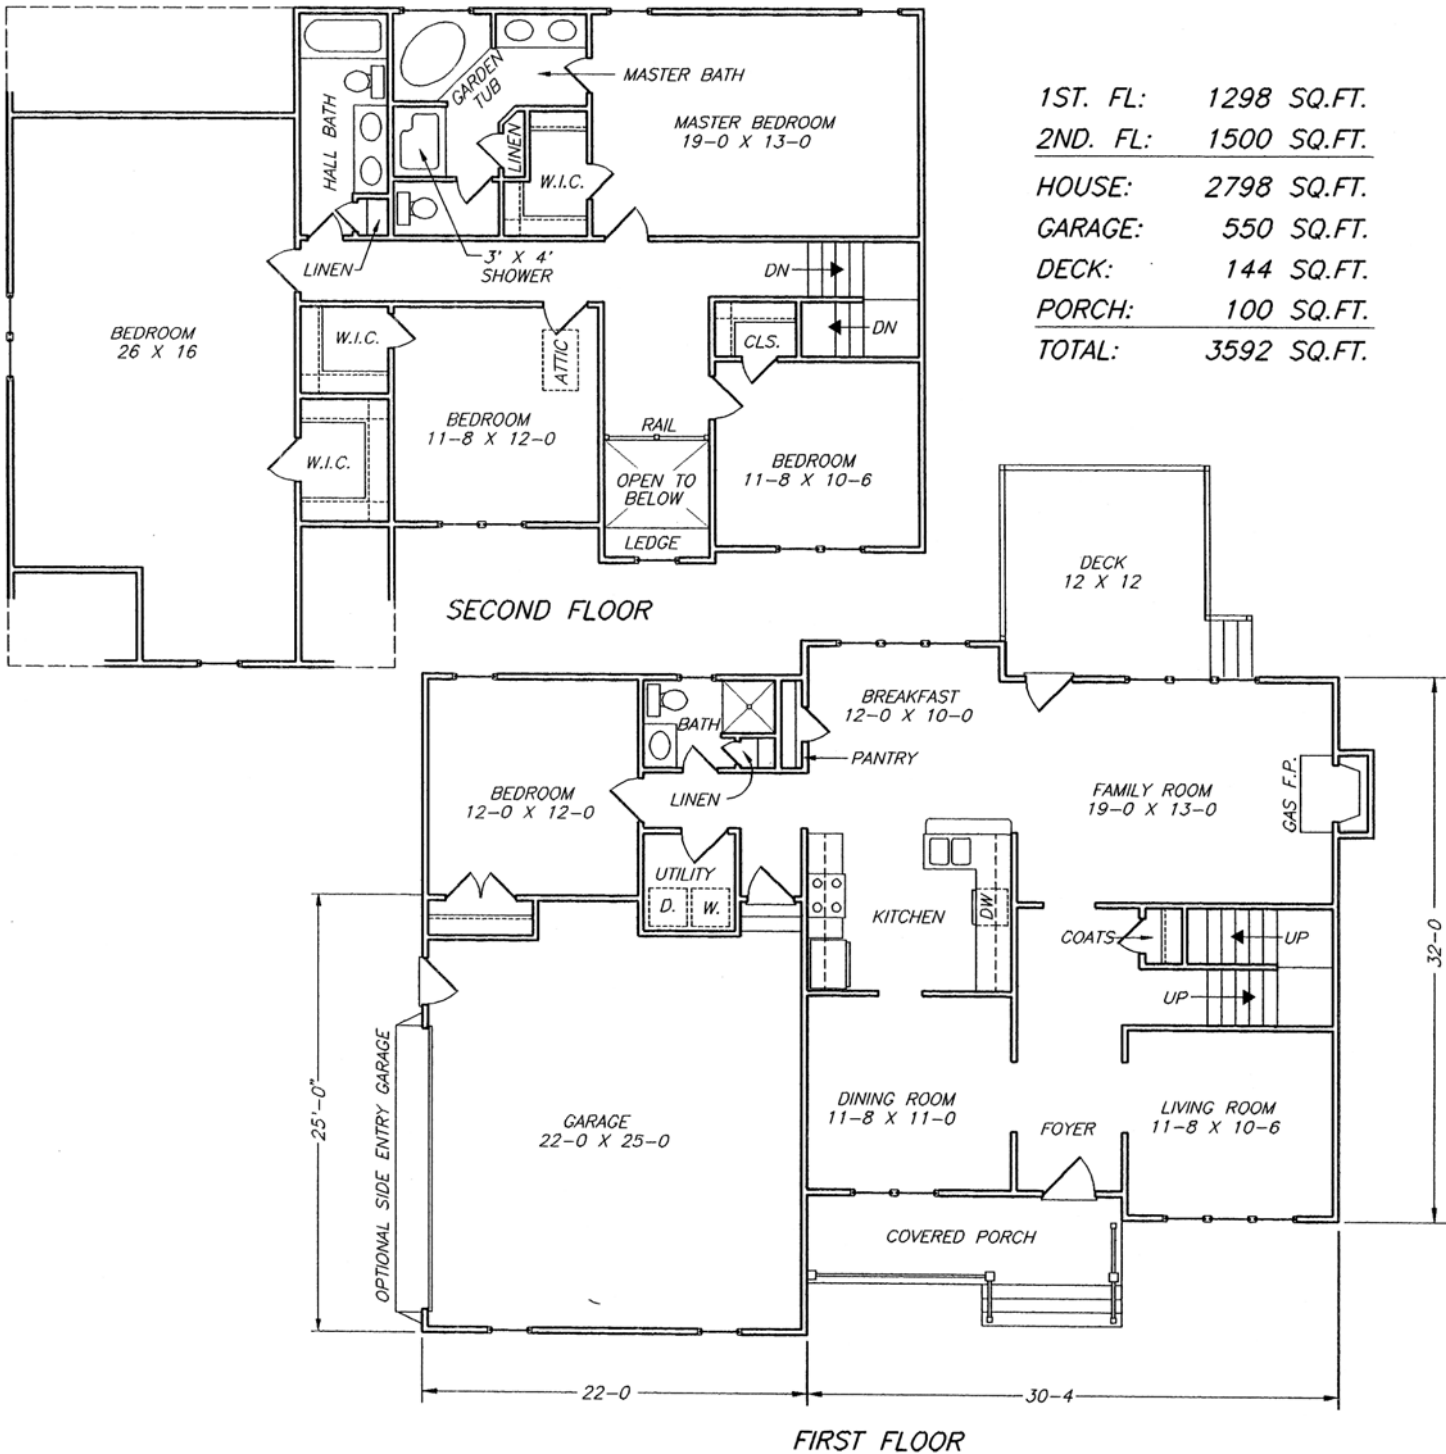 GARDEN
TUB
MASTER BATH
HALL BATH
LINEN
MASTER BEDROOM
19-0 X 13-0
W.I.C.
LINEN
3' X 4'
SHOWER
DN
BEDROOM
26 X 16
W.I.C.
ATTIC
CLS.
DN
BEDROOM
11-8 X 12-0
RAIL
W.I.C.
OPEN TO
BELOW
BEDROOM
11-8 X 10-6
LEDGE
SECOND FLOOR
1ST. FL: 1298 SQ.FT.
2ND. FL: 1500 SQ.FT.
HOUSE: 2798 SQ.FT.
GARAGE: 550 SQ.FT.
DECK: 144 SQ.FT.
PORCH: 100 SQ.FT.
TOTAL: 3592 SQ.FT.
DECK
12 X 12
BREAKFAST
12-0 X 10-0
BATH
PANTRY
BEDROOM
12-0 X 12-0
LINEN
FAMILY ROOM
19-0 X 13-0
GAS F.P.
UTILITY
D.
W.
KITCHEN
DW
COATS
UP
UP
32-0
25'-0"
OPTIONAL SIDE ENTRY GARAGE
GARAGE
22-0 X 25-0
DINING ROOM
11-8 X 11-0
FOYER
LIVING ROOM
11-8 X 10-6
COVERED PORCH
22-0
30-4
FIRST FLOOR